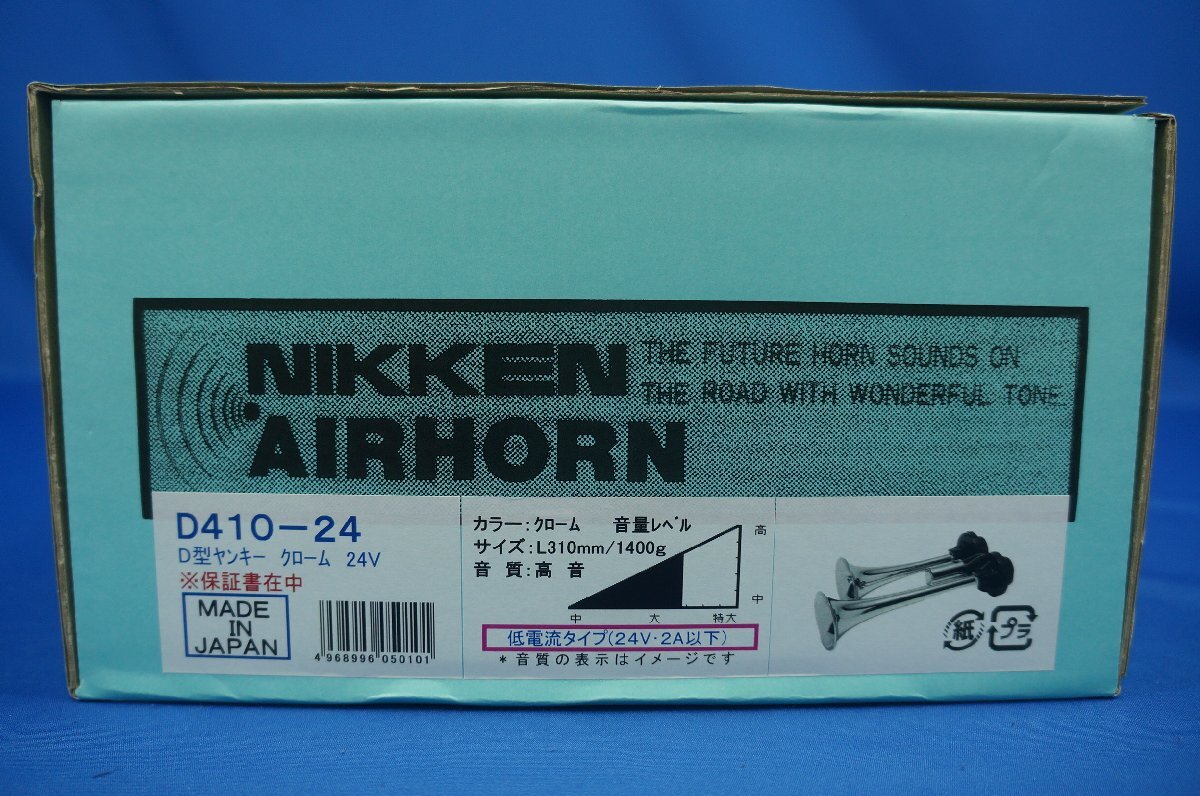 NIKKEN
AIRHORN
THE FUTURE HORN SOUNDS ON
THE ROAD WITH WONDERFUL TONE
D410-24
D型ヤンキー クローム 24V
※保証書在中
MADE
IN
JAPAN
4 968996 050101
カラー:クローム 音量レベル
サイズ:L310mm/1400g
音 質:高 音
高
中
中 大 特大
低電流タイプ(24V・2A以下)
*音質の表示はイメージです
紙
プラ